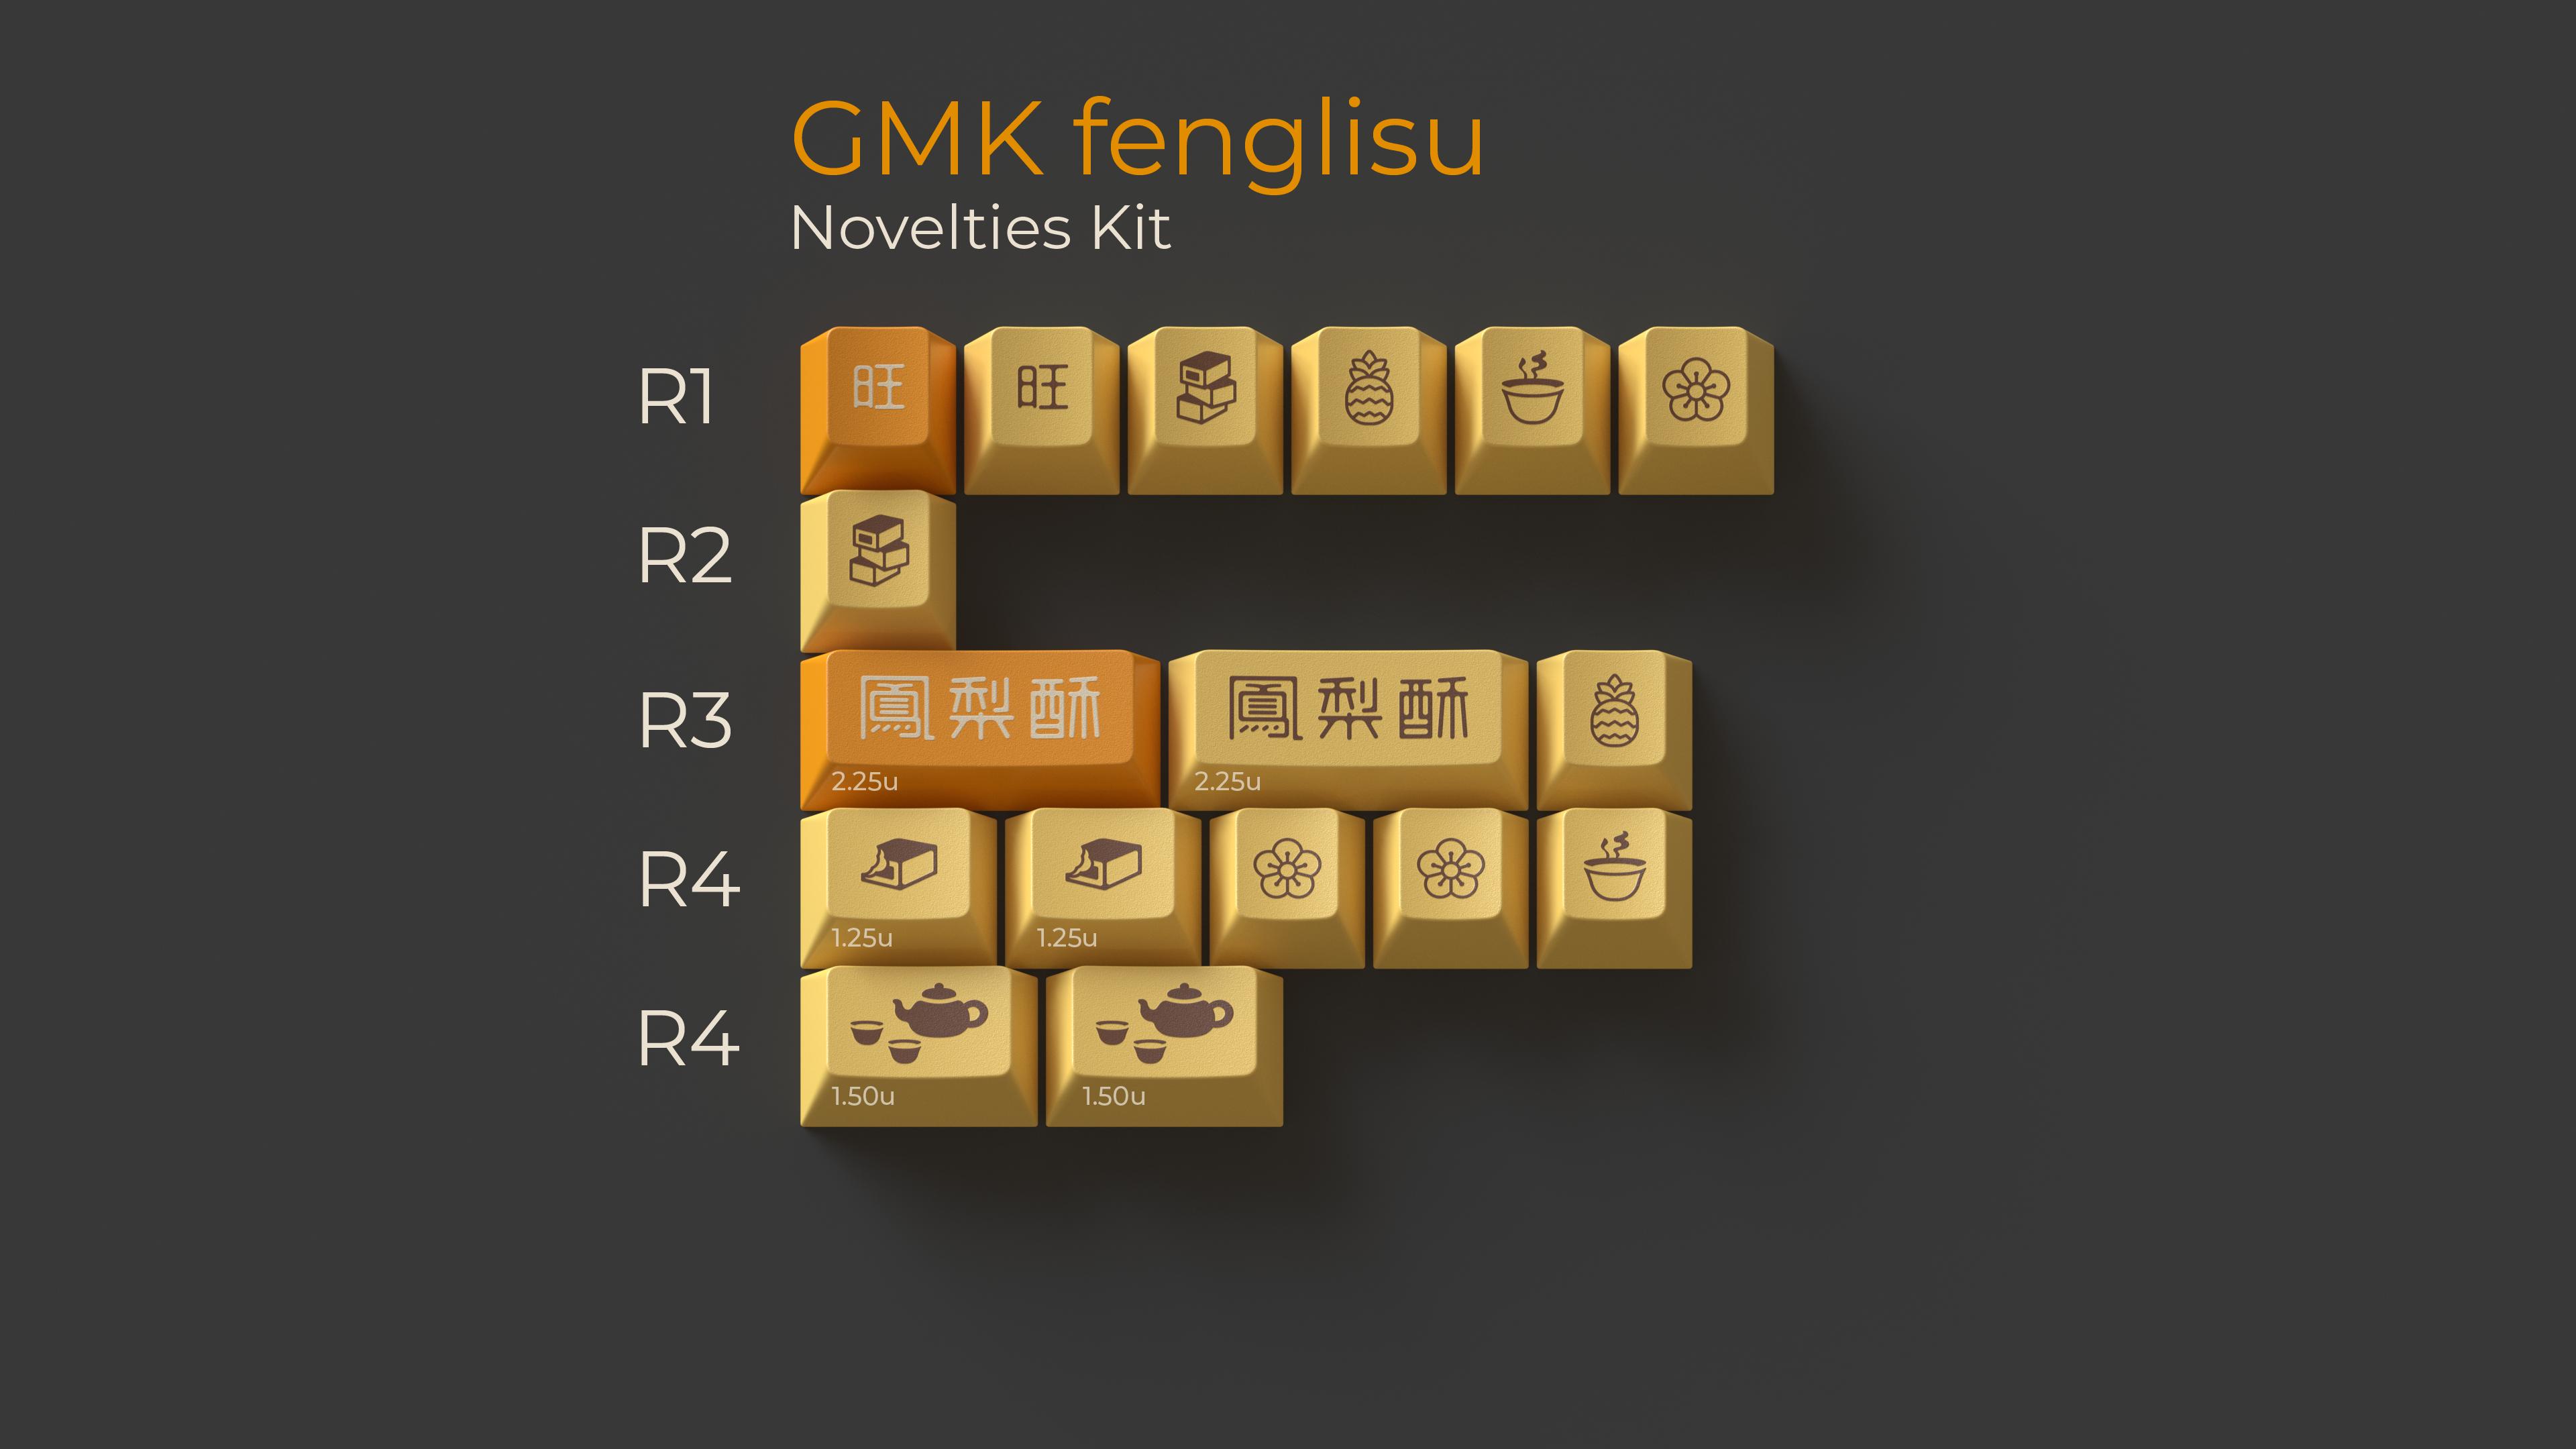 GMK fenglisu
Novelties Kit
R1
旺
旺
R2
R3
鳳梨酥
2.25u
鳳梨酥
2.25u
R4
1.25u
1.25u
R4
1.50u
1.50u